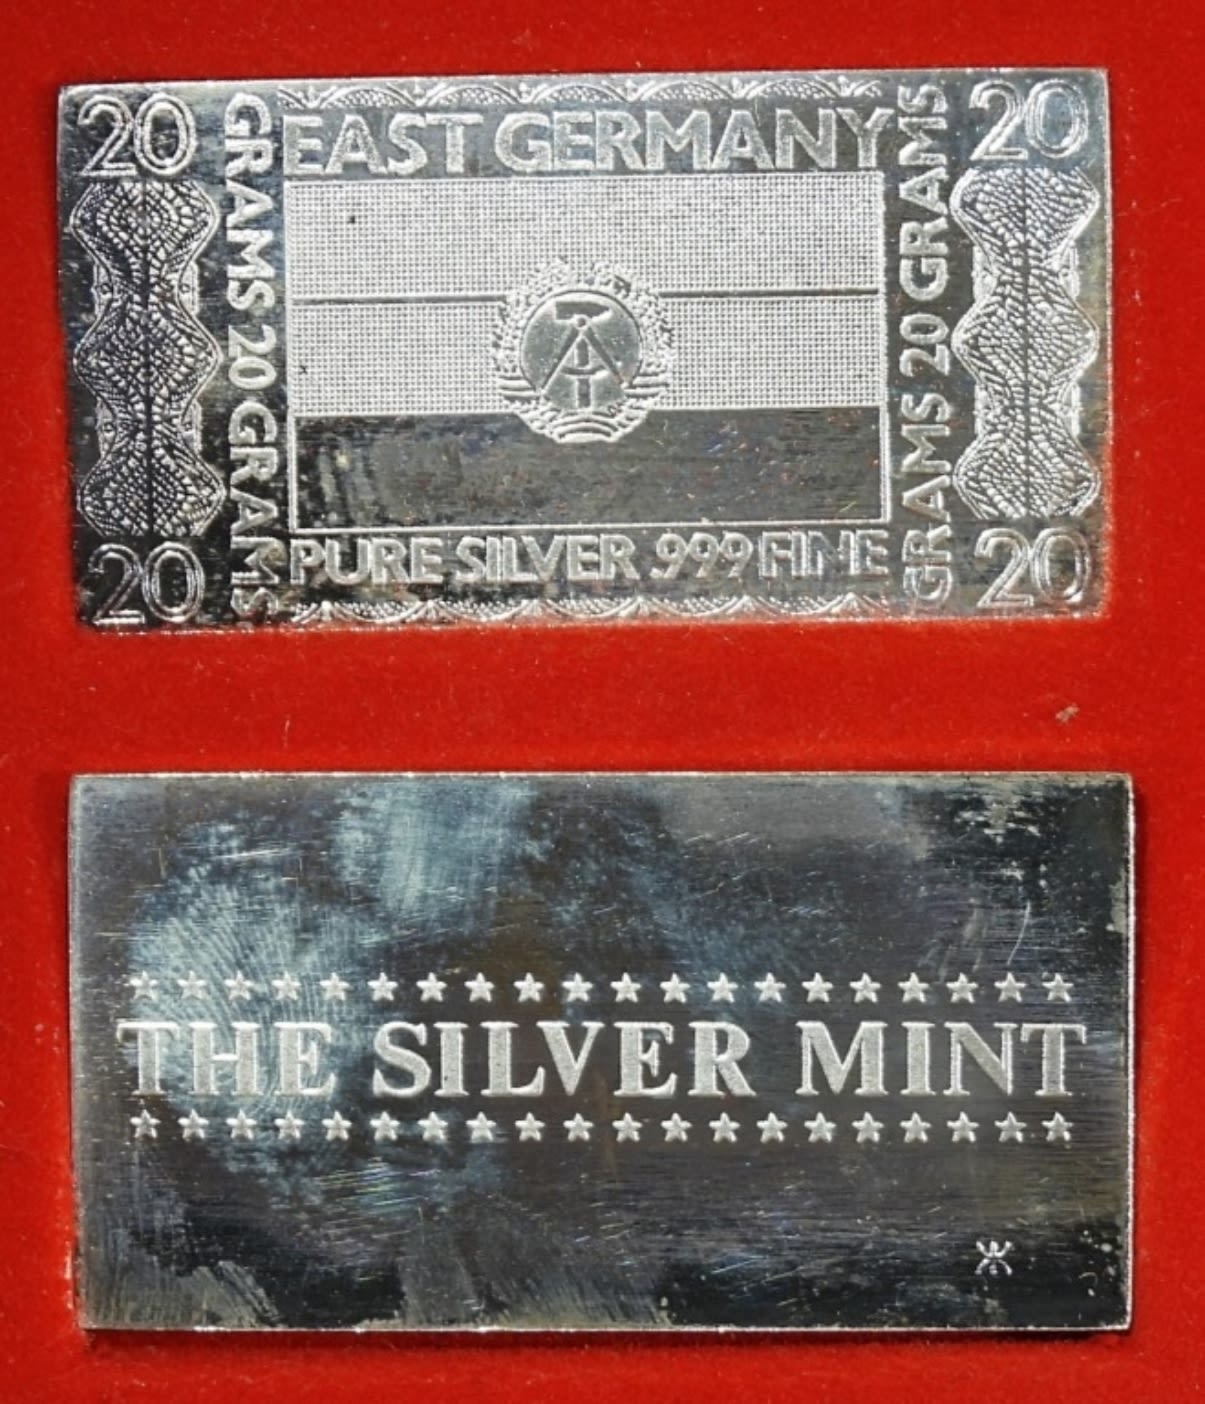 20
20
EAST GERMANY
GRAMS 20 GRAMS
GRAMS 20 GRAMS
PURE SILVER .999 FINE
20
20
THE SILVER MINT